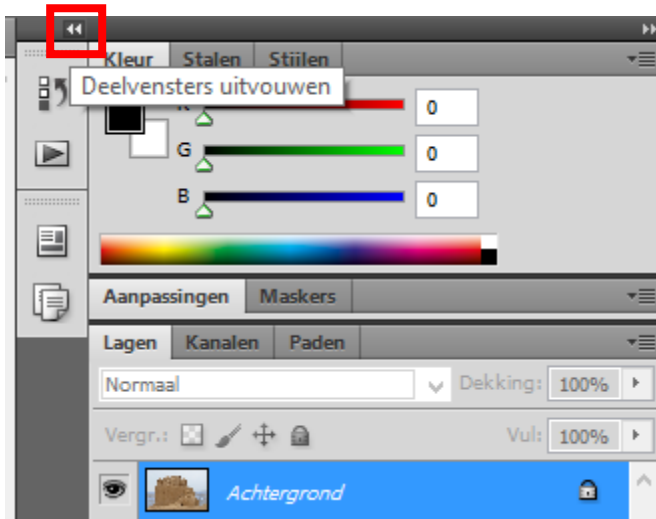 Kleur Stalen Stijlen
Deelvensters uitvouwen
0
G 0
B 0
Aanpassingen Maskers
Lagen Kanalen Paden
Normaal Dekking: 100%
Vergr.: Vul: 100%
Achtergrond